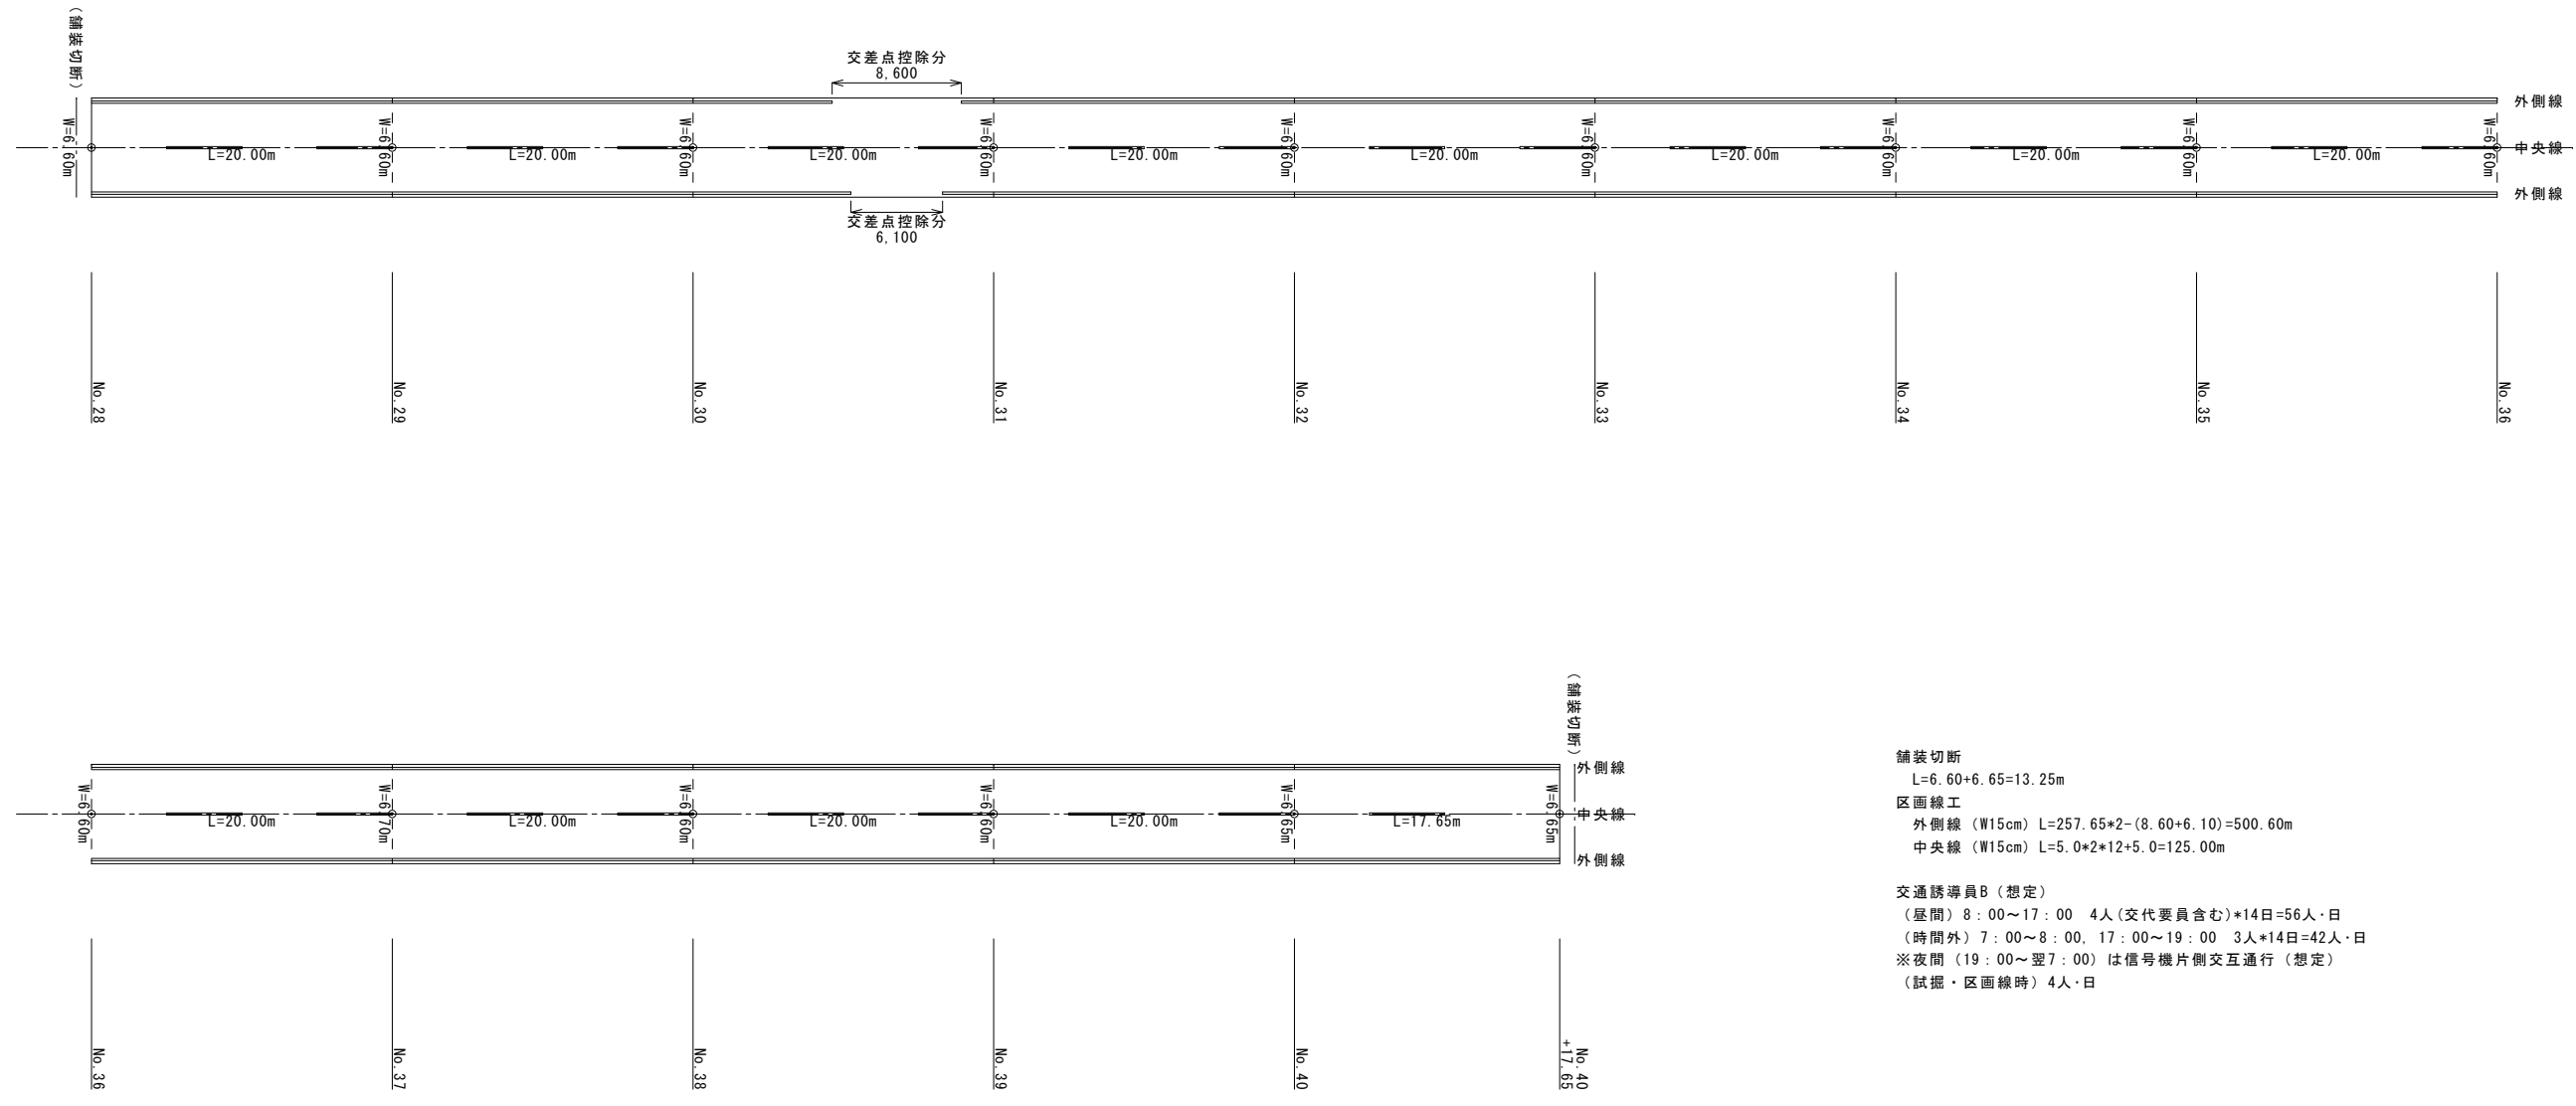 (舗装切断)
交差点控除分
8,600
外側線
W=6.60m
W=6.60m
W=6.60m
W=6.60m
W=6.60m
W=6.60m
W=6.60m
W=6.60m
W=6.60m
L=20.00m
L=20.00m
L=20.00m
L=20.00m
L=20.00m
L=20.00m
L=20.00m
L=20.00m
中央線
外側線
交差点控除分
6,100
No.28
No.29
No.30
No.31
No.32
No.33
No.34
No.35
No.36
(舗装切断)
外側線
W=6.60m
W=6.70m
W=6.60m
W=6.60m
W=6.65m
W=6.65m
L=20.00m
L=20.00m
L=20.00m
L=20.00m
L=17.65m
中央線
外側線
No.36
No.37
No.38
No.39
No.40
No.40
+17.65
舗装切断
L=6.60+6.65=13.25m
区画線工
外側線(W15cm)L=257.65*2-(8.60+6.10)=500.60m
中央線(W15cm)L=5.0*2*12+5.0=125.00m
交通誘導員B(想定)
(昼間)8:00～17:00 4人(交代要員含む)*14日=56人・日
(時間外)7:00～8:00, 17:00～19:00 3人*14日=42人・日
※夜間(19:00～翌7:00)は信号機片側交互通行(想定)
(試掘・区画線時)4人・日